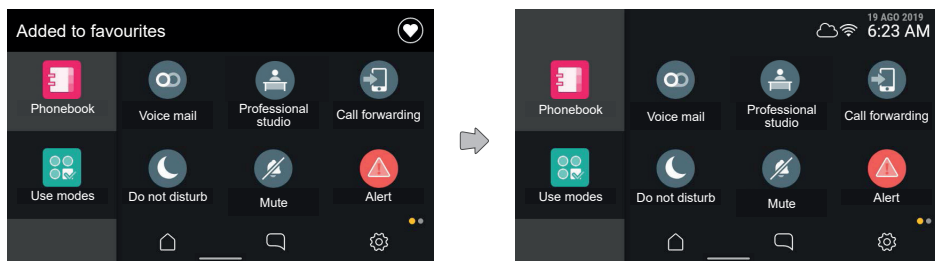 Added to favourites
Phonebook
Voice mail
Professional
studio
Call forwarding
Use modes
Do not disturb
Mute
Alert
19 AGO 2019
6:23 AM
Phonebook
Voice mail
Professional
studio
Call forwarding
Use modes
Do not disturb
Mute
Alert